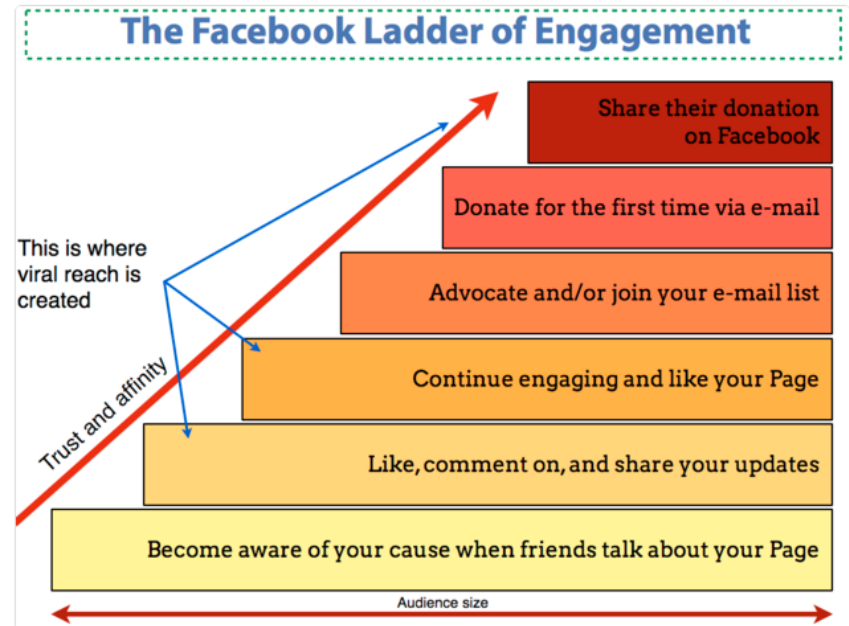 The Facebook Ladder of Engagement
Share their donation
on Facebook
Donate for the first time via e-mail
This is where
viral reach is
created
Advocate and/or join your e-mail list
Continue engaging and like your Page
Trust and affinity
Like, comment on, and share your updates
Become aware of your cause when friends talk about your Page
Audience size